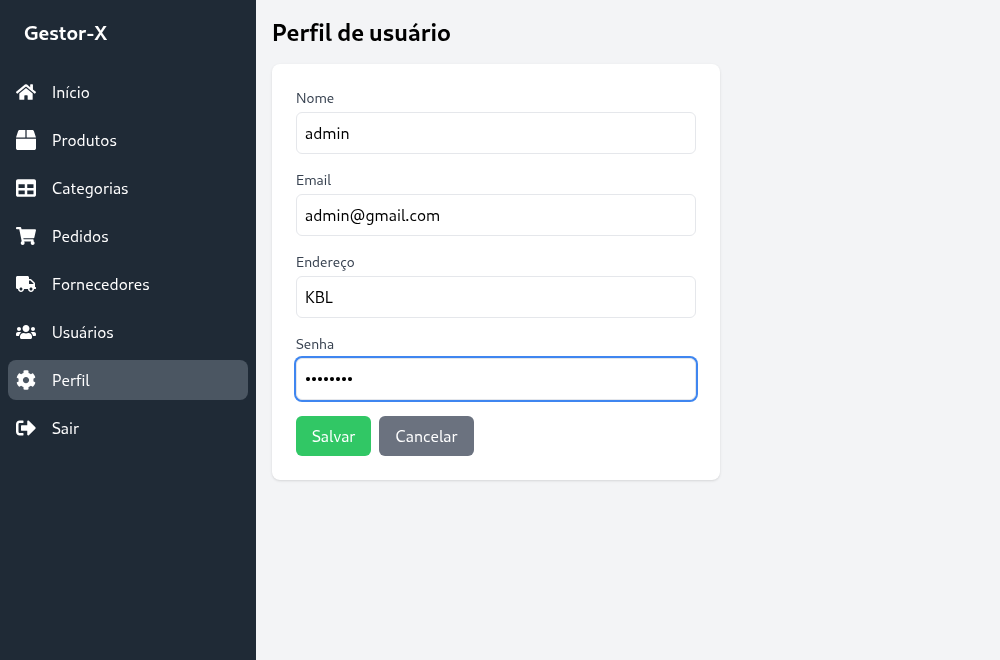 Gestor-X
Início
Produtos
Categorias
Pedidos
Fornecedores
Usuários
Perfil
Sair
Perfil de usuário
Nome
admin
Email
admin@gmail.com
Endereço
KBL
Senha
••••••••
Salvar
Cancelar